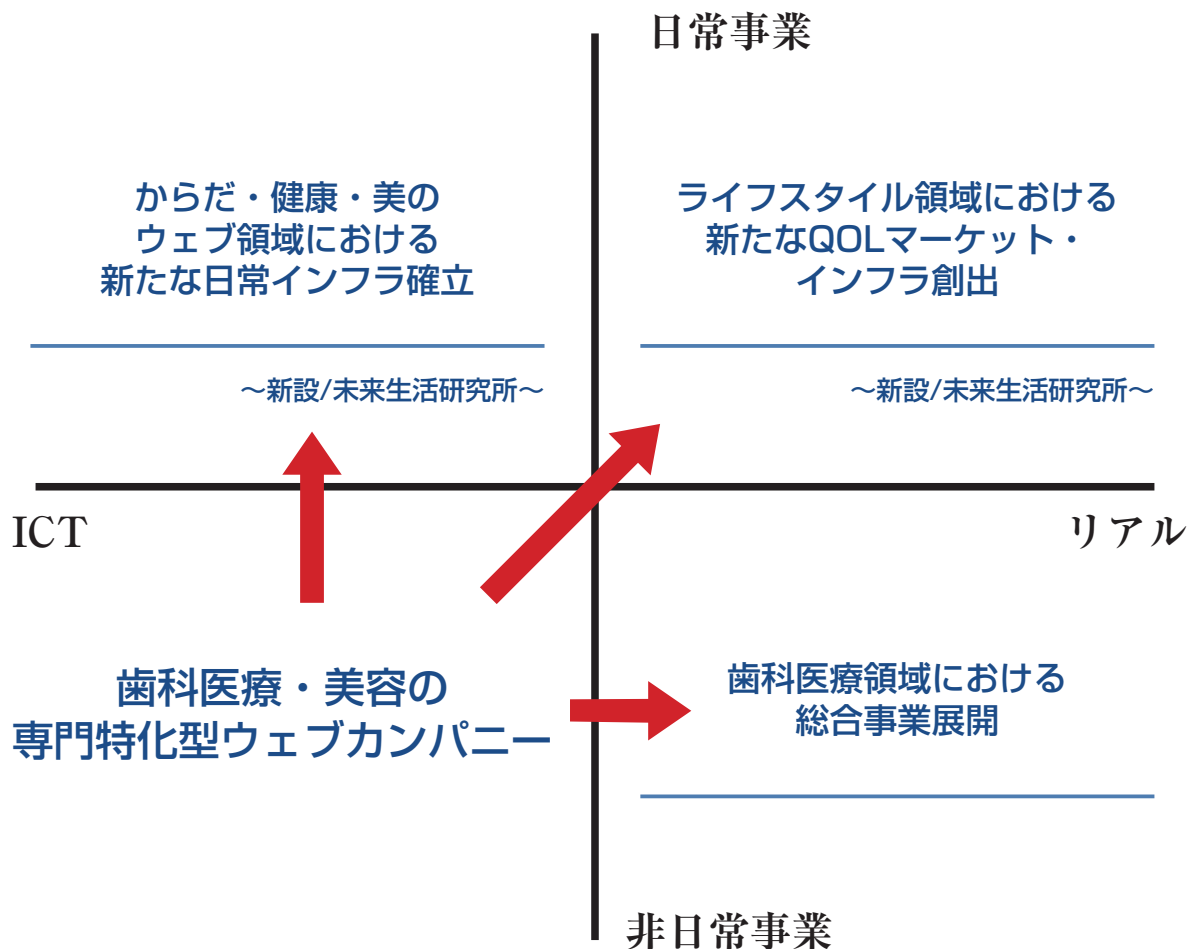 日常事業
からだ・健康・美の
ウェブ領域における
新たな日常インフラ確立
～新設/未来生活研究所～
ライフスタイル領域における
新たなQOLマーケット・
インフラ創出
～新設/未来生活研究所～
ICT
リアル
歯科医療・美容の
専門特化型ウェブカンパニー
歯科医療領域における
総合事業展開
非日常事業